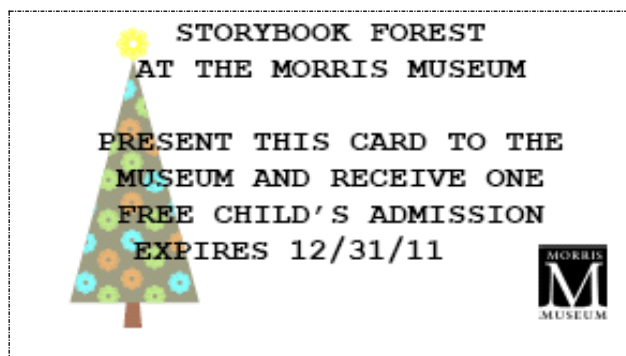 STORYBOOK FOREST
AT THE MORRIS MUSEUM
PRESENT THIS CARD TO THE
MUSEUM AND RECEIVE ONE
FREE CHILD'S ADMISSION
EXPIRES 12/31/11
MORRIS
M
MUSEUM